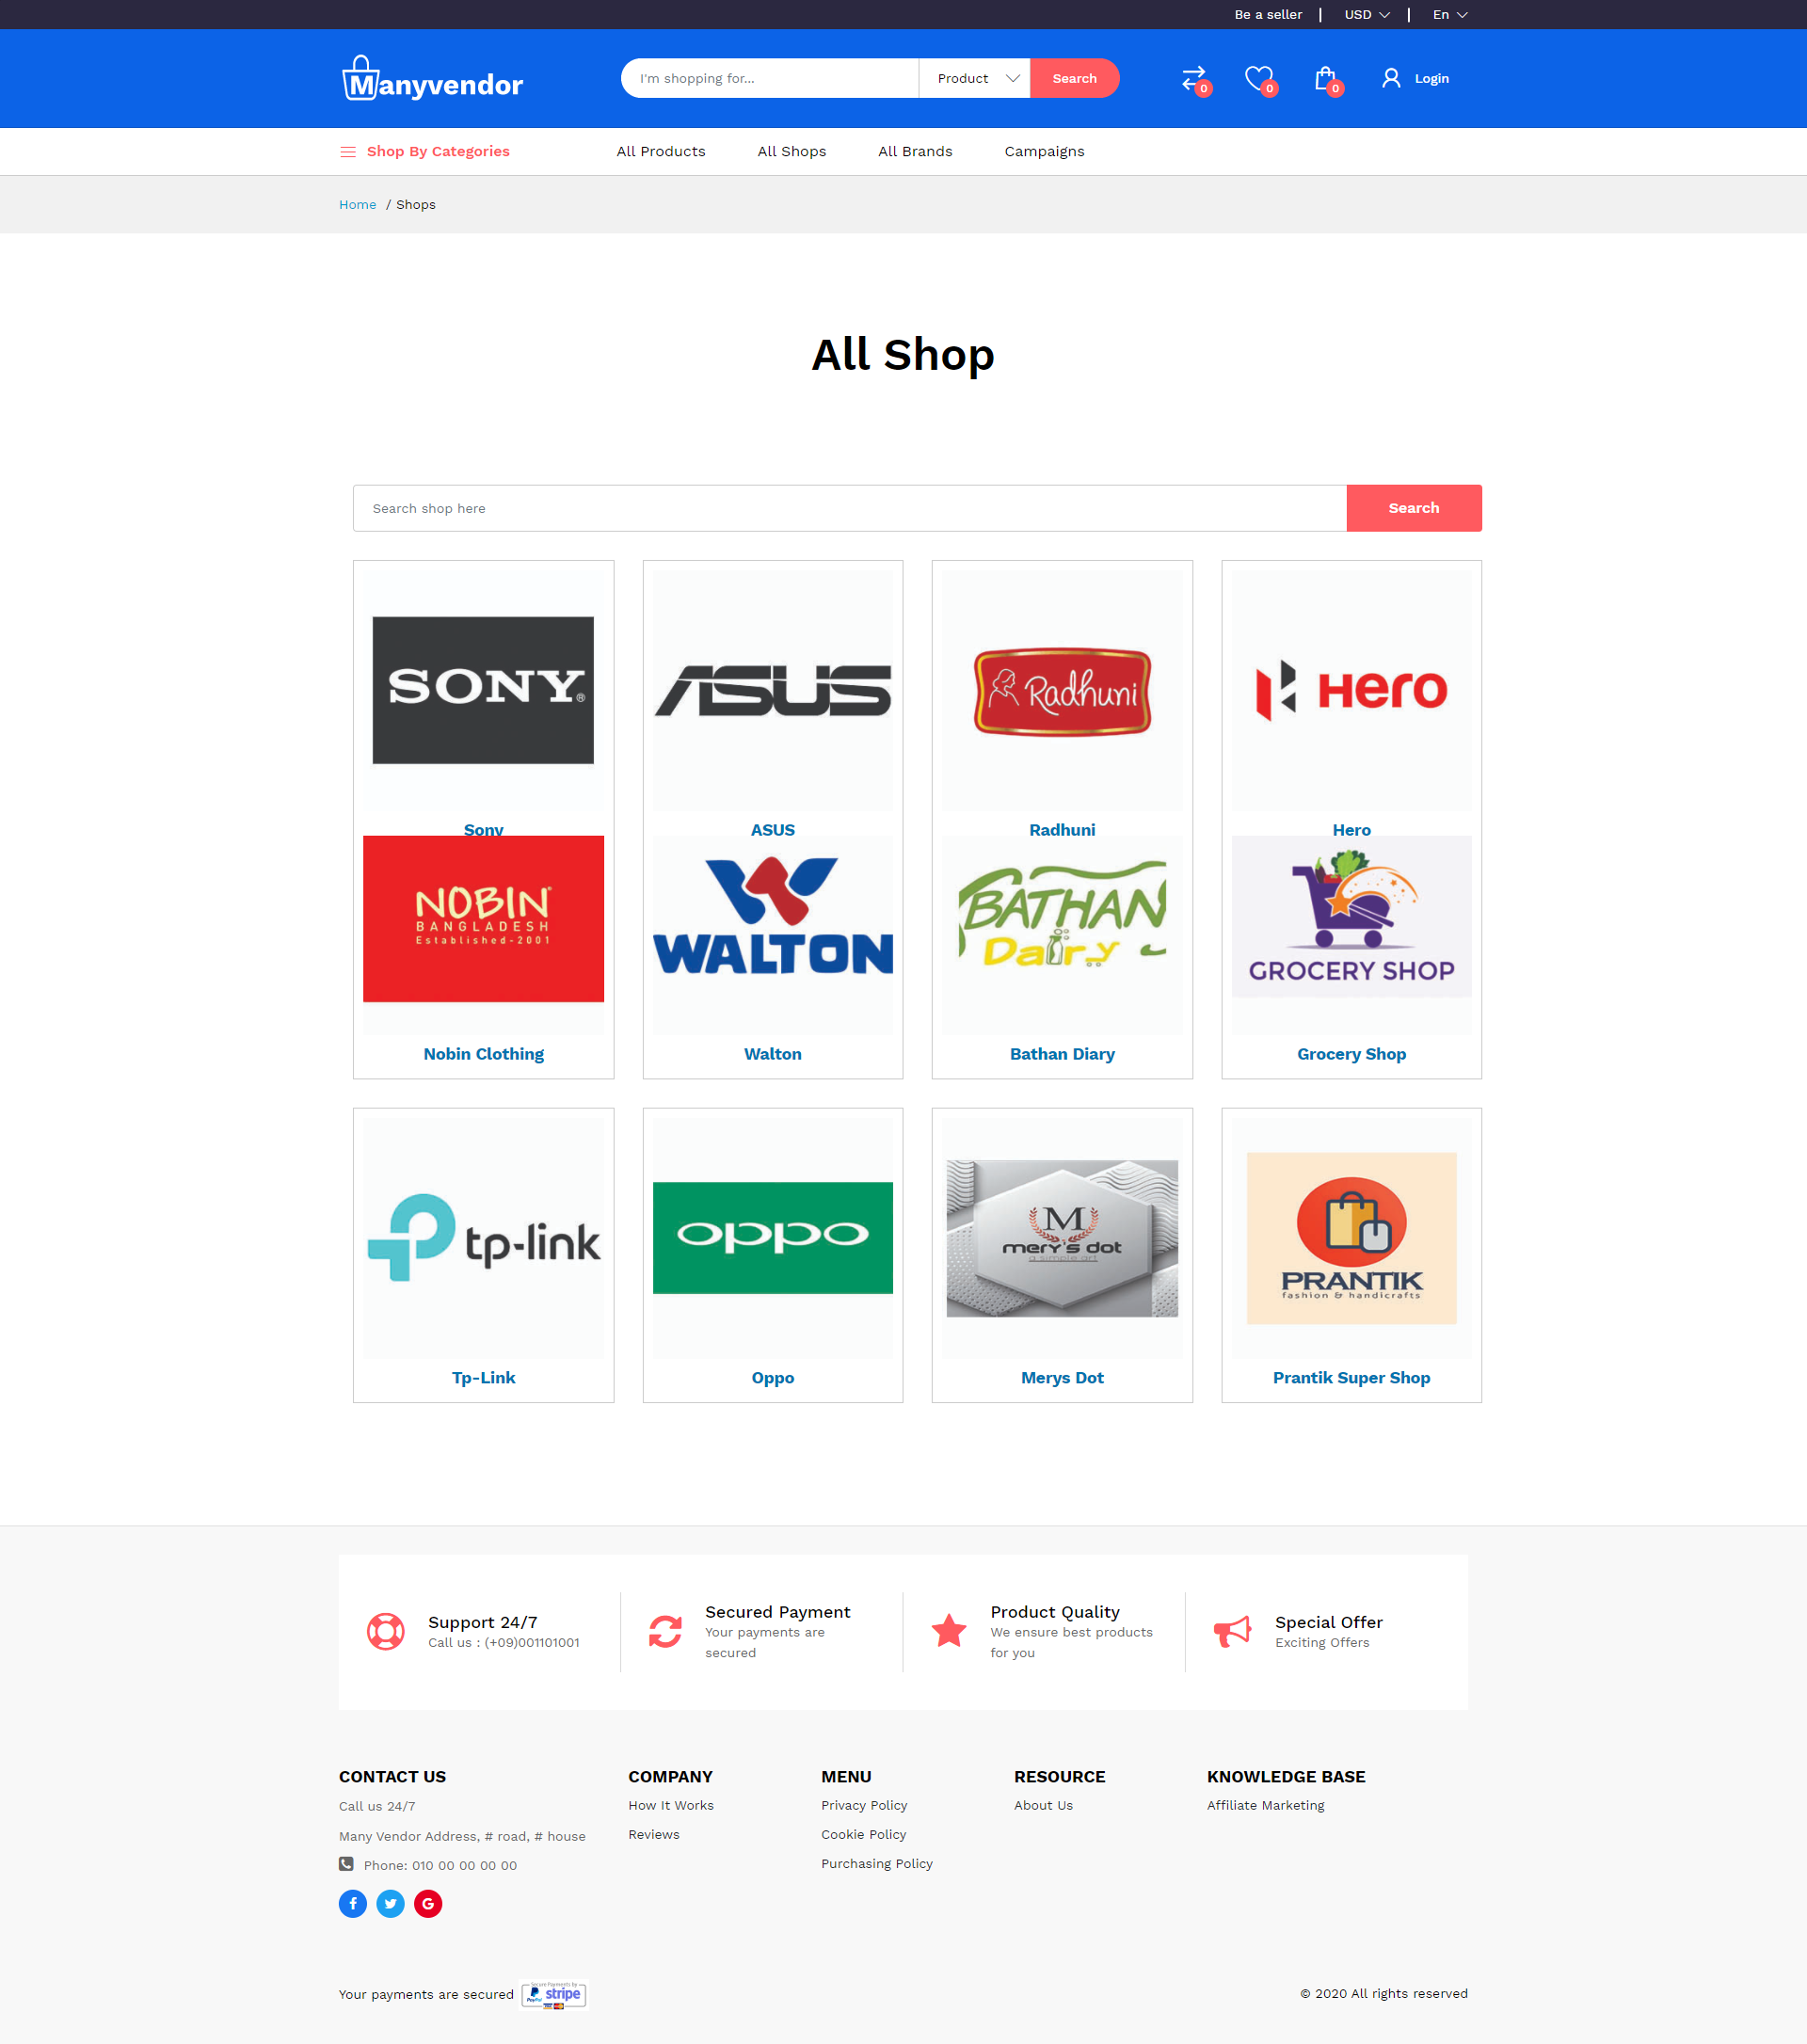 Be a seller
USD
En
Manyvendor
I'm shopping for...
Product
Search
0
0
0
Login
Shop By Categories
All Products
All Shops
All Brands
Campaigns
Home / Shops
All Shop
Search shop here
Search
SONY®
ASUS
Radhuni
Hero
Sony
ASUS
Radhuni
Hero
NOBIN
BANGLADESH
Established-2001
WALTON
BATHAN
Dairy
GROCERY SHOP
Nobin Clothing
Walton
Bathan Diary
Grocery Shop
tp-link
oppo
M
mery's dot
a simple art
PRANTIK
fashion & handicrafts
Tp-Link
Oppo
Merys Dot
Prantik Super Shop
Support 24/7
Call us : (+09)001101001
Secured Payment
Your payments are
secured
Product Quality
We ensure best products
for you
Special Offer
Exciting Offers
CONTACT US
Call us 24/7
Many Vendor Address, # road, # house
Phone: 010 00 00 00 00
COMPANY
How It Works
Reviews
MENU
Privacy Policy
Cookie Policy
Purchasing Policy
RESOURCE
About Us
KNOWLEDGE BASE
Affiliate Marketing
Your payments are secured
Secure Payments By
PayPal
stripe
© 2020 All rights reserved